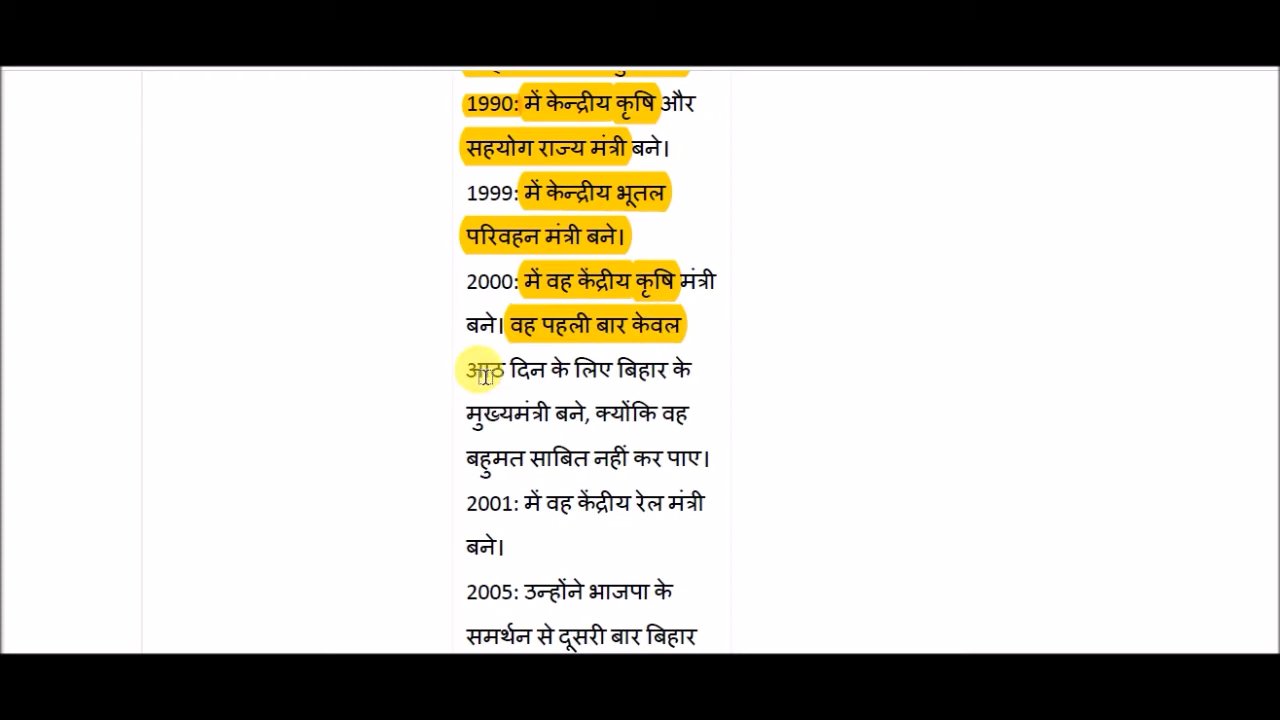 1990: में केन्द्रीय कृषि और
सहयोग राज्य मंत्री बने।
1999: में केन्द्रीय भूतल
परिवहन मंत्री बने।
2000: में वह केंद्रीय कृषि मंत्री
बने। वह पहली बार केवल
आठ दिन के लिए बिहार के
मुख्यमंत्री बने, क्योंकि वह
बहुमत साबित नहीं कर पाए।
2001: में वह केंद्रीय रेल मंत्री
बने।
2005: उन्होंने भाजपा के
समर्थन से दूसरी बार बिहार